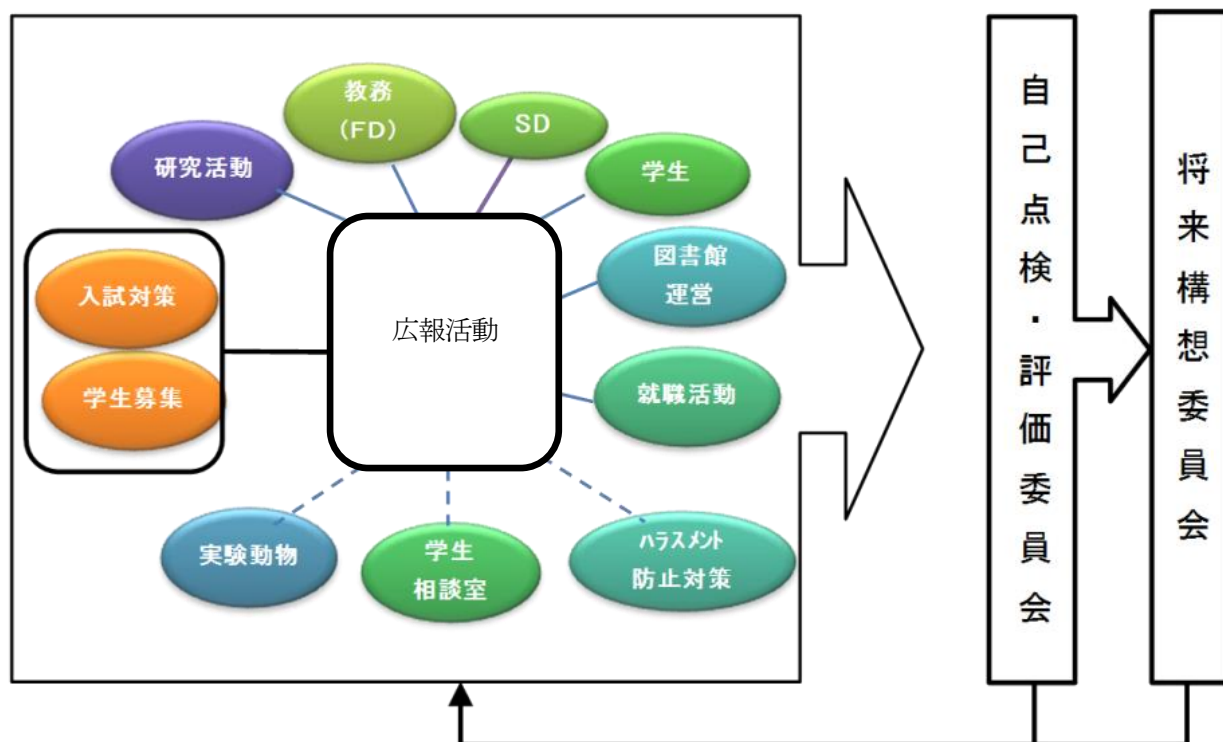 教務
（FD）
SD
研究活動
学生
図書館
運営
入試対策
学生募集
広報活動
就職活動
実験動物
学生
相談室
ﾊﾗｽﾒﾝﾄ
防止対策
自己点検・評価委員会
将来構想委員会